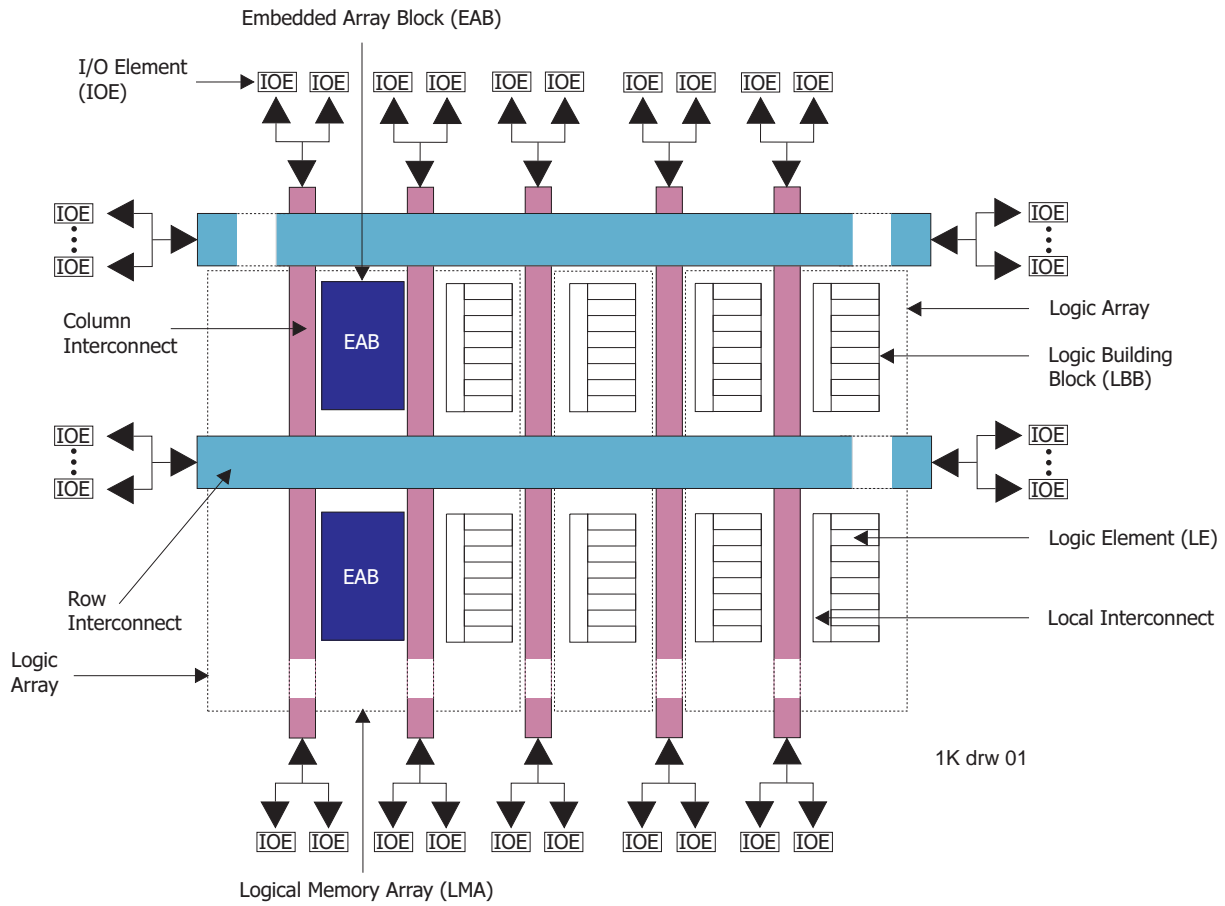 Embedded Array Block (EAB)
I/O Element
(IOE)
IOE IOE IOE IOE IOE IOE IOE IOE IOE IOE
IOE IOE
IOE IOE
Column
Interconnect
EAB
Logic Array
Logic Building
Block (LBB)
IOE IOE
IOE IOE
EAB
Logic Element (LE)
Row
Interconnect
Local Interconnect
Logic
Array
1K drw 01
IOE IOE IOE IOE IOE IOE IOE IOE IOE IOE
Logical Memory Array (LMA)